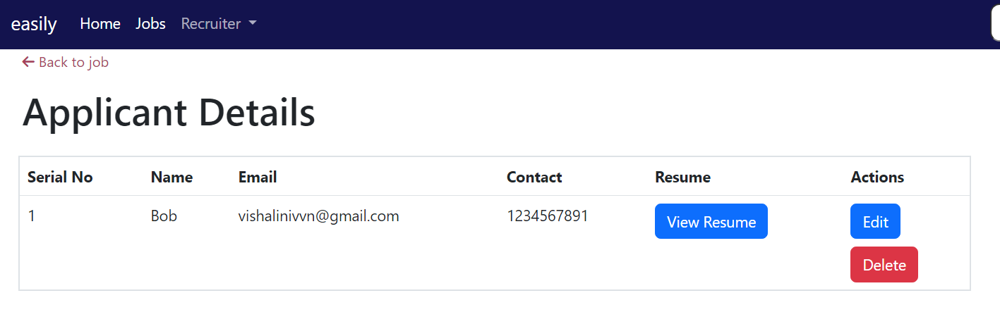 easily Home Jobs Recruiter
Back to job
Applicant Details
Serial No Name Email Contact Resume Actions
1 Bob vishalinivvn@gmail.com 1234567891 View Resume Edit
Delete